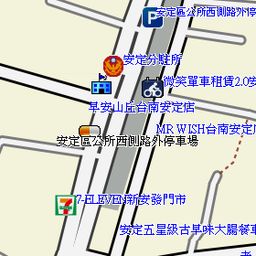 安定區公所西側路外停
P
安定分駐所
微笑單車租賃2.0安
早安山丘台南安定店
MR WISH台南安定店
安定區公所西側路外停車場
7-ELEVEN新安發門市
安定五星級古早味大腸餐車